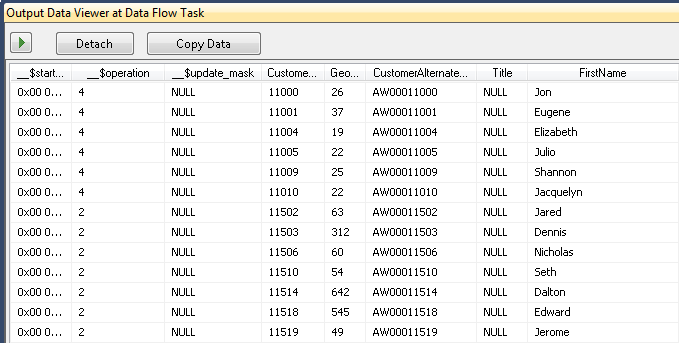 Output Data Viewer at Data Flow Task
Detach Copy Data
__$start... __$operation __$update_mask Custome... Geo... CustomerAlternate... Title FirstName
0x00 0... 4 NULL 11000 26 AW00011000 NULL Jon
0x00 0... 4 NULL 11001 37 AW00011001 NULL Eugene
0x00 0... 4 NULL 11004 19 AW00011004 NULL Elizabeth
0x00 0... 4 NULL 11005 22 AW00011005 NULL Julio
0x00 0... 4 NULL 11009 25 AW00011009 NULL Shannon
0x00 0... 4 NULL 11010 22 AW00011010 NULL Jacquelyn
0x00 0... 2 NULL 11502 63 AW00011502 NULL Jared
0x00 0... 2 NULL 11503 312 AW00011503 NULL Dennis
0x00 0... 2 NULL 11506 60 AW00011506 NULL Nicholas
0x00 0... 2 NULL 11510 54 AW00011510 NULL Seth
0x00 0... 2 NULL 11514 642 AW00011514 NULL Dalton
0x00 0... 2 NULL 11518 545 AW00011518 NULL Edward
0x00 0... 2 NULL 11519 49 AW00011519 NULL Jerome